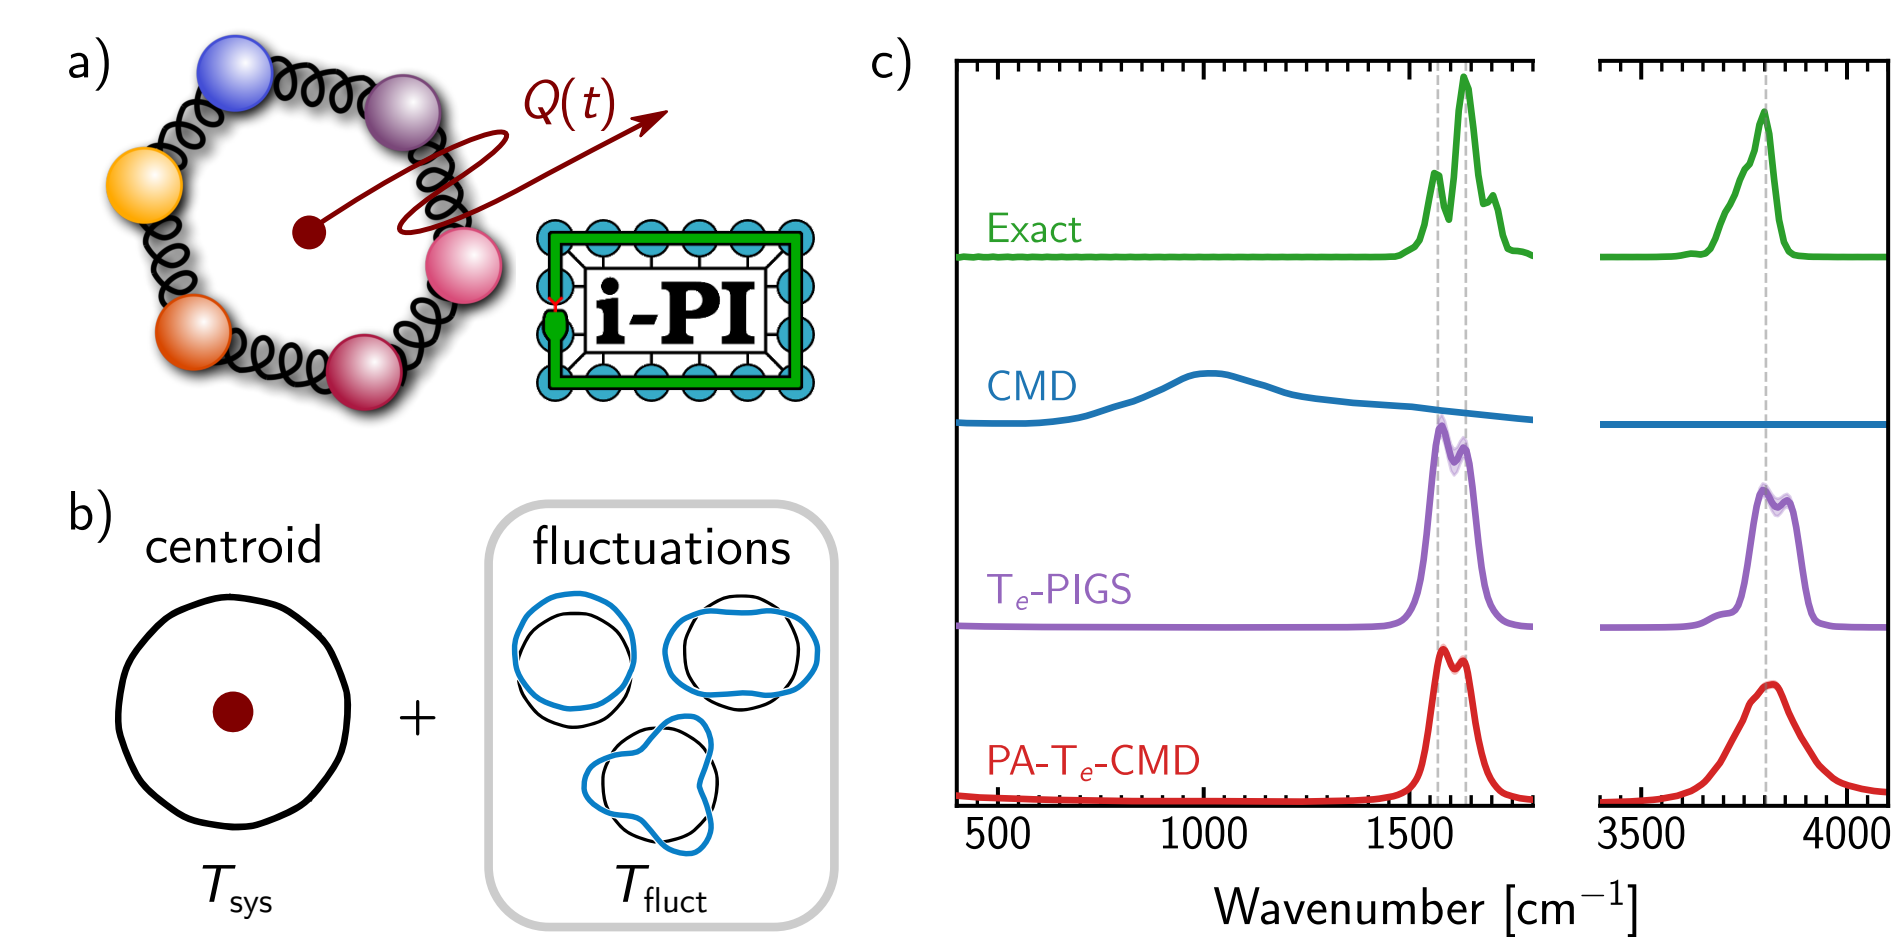 a)
Q(t)
i-PI
b)
centroid
fluctuations
+
T_sys
T_fluct
c)
Exact
CMD
T_e-PIGS
PA-T_e-CMD
500 1000 1500 3500 4000
Wavenumber [cm⁻¹]